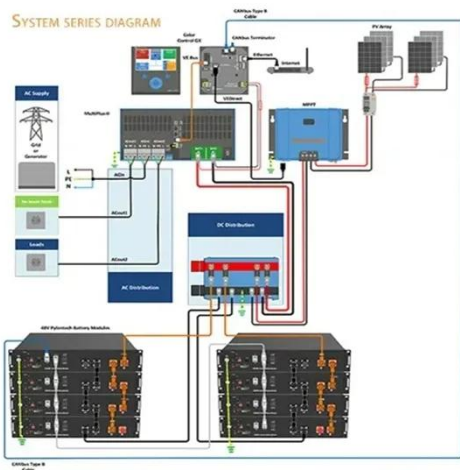 SYSTEM SERIES DIAGRAM
CANbus Type B
Cable
Color
Control GX
CANbus Terminator
PV Array
VE Bus
Ethernet
Internet
AC Supply
VE.Direct
MultiPlus-II
MPPT
Grid
or
Generator
L
PE
N
ACin
ACout1
Loads
ACout2
DC Distribution
AC Distribution
48V Pylontech Battery Modules
CANbus Type B
Cable